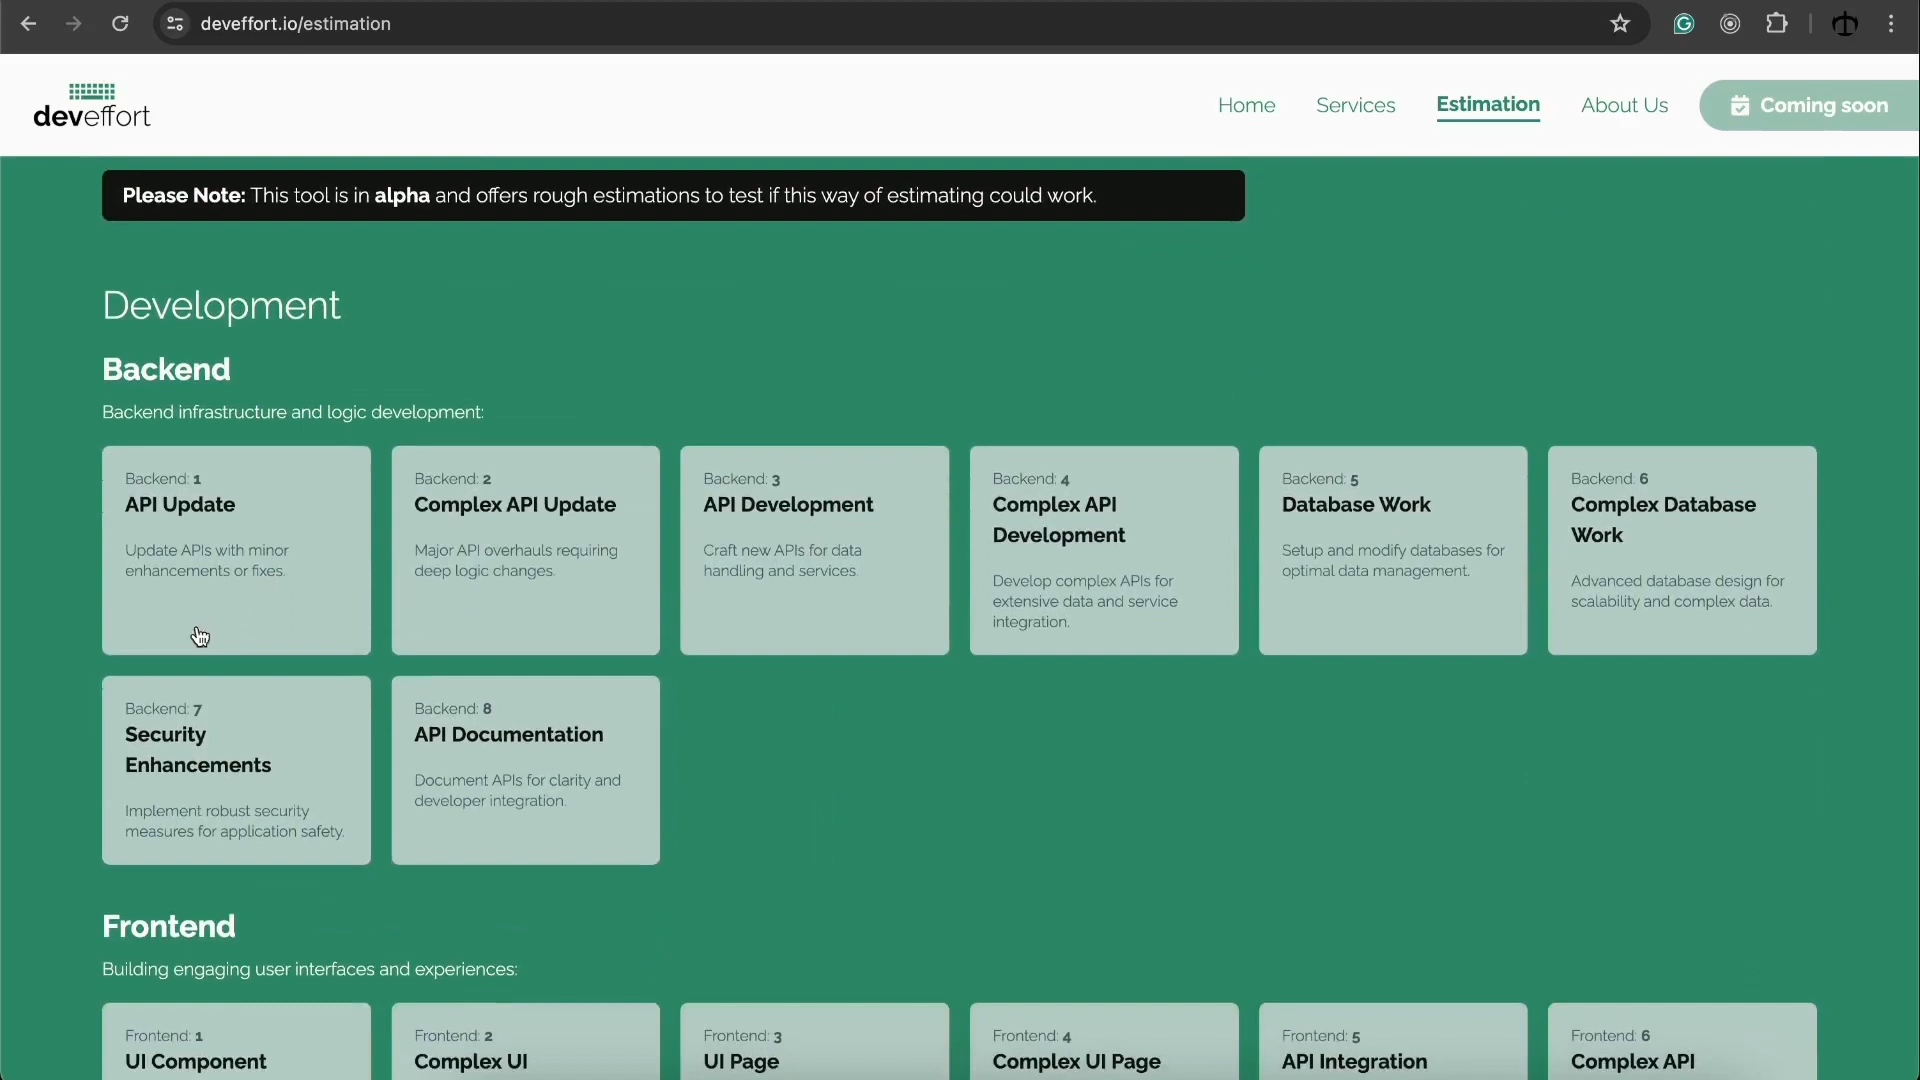 deveffort.io/estimation
deveffort
Home
Services
Estimation
About Us
Coming soon
Please Note: This tool is in alpha and offers rough estimations to test if this way of estimating could work.
Development
Backend
Backend infrastructure and logic development:
Backend: 1
API Update
Update APIs with minor
enhancements or fixes.
Backend: 2
Complex API Update
Major API overhauls requiring
deep logic changes.
Backend: 3
API Development
Craft new APIs for data
handling and services.
Backend: 4
Complex API
Development
Develop complex APIs for
extensive data and service
integration.
Backend: 5
Database Work
Setup and modify databases for
optimal data management.
Backend: 6
Complex Database
Work
Advanced database design for
scalability and complex data.
Backend: 7
Security
Enhancements
Implement robust security
measures for application safety.
Backend: 8
API Documentation
Document APIs for clarity and
developer integration.
Frontend
Building engaging user interfaces and experiences:
Frontend: 1
UI Component
Frontend: 2
Complex UI
Frontend: 3
UI Page
Frontend: 4
Complex UI Page
Frontend: 5
API Integration
Frontend: 6
Complex API